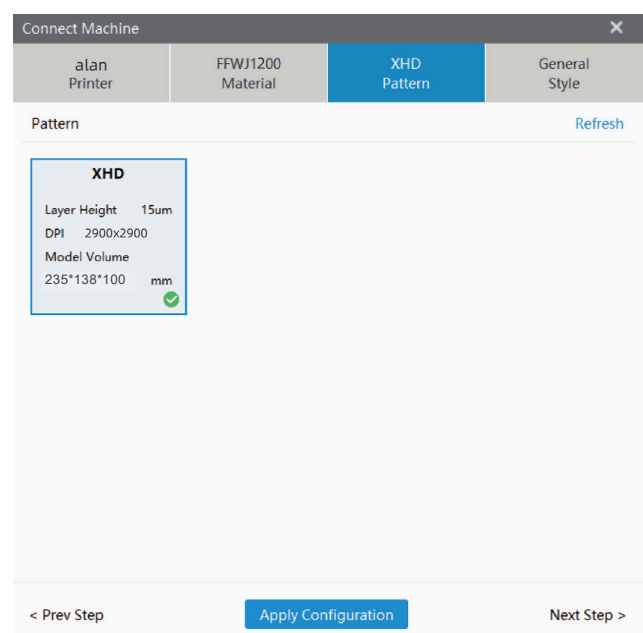 Connect Machine
alan
Printer
FFWJ1200
Material
XHD
Pattern
General
Style
Pattern
Refresh
XHD
Layer Height 15um
DPI 2900x2900
Model Volume
235*138*100 mm
< Prev Step
Apply Configuration
Next Step >